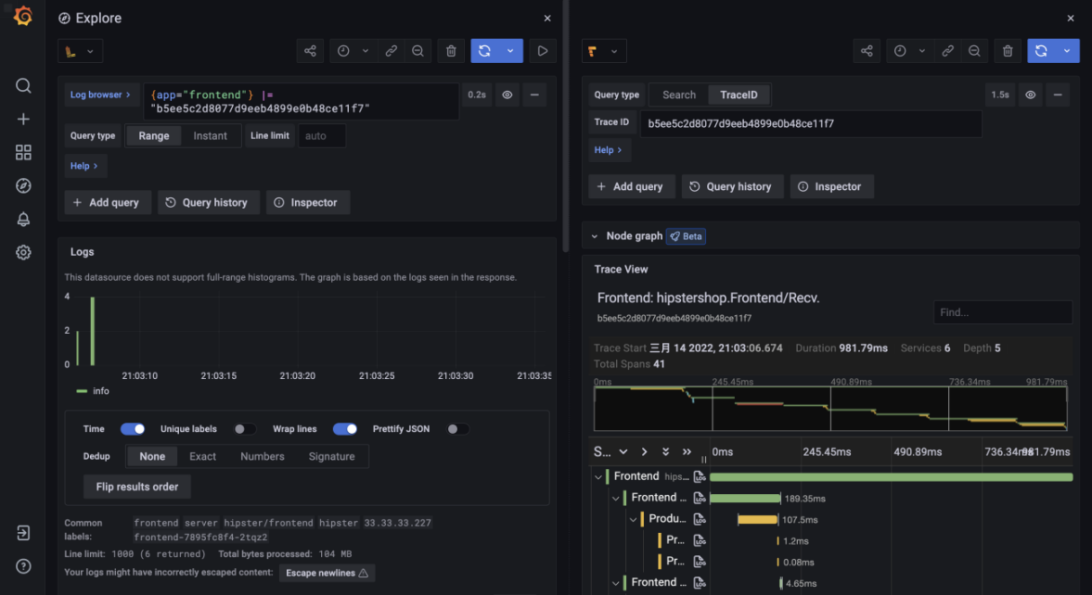 Explore
Log browser >
{app="frontend"} |=
"b5ee5c2d8077d9eeb4899e0b48ce11f7"
0.2s
Query type
Range
Instant
Line limit
auto
Help >
+ Add query
Query history
Inspector
Logs
This datasource does not support full-range histograms. The graph is based on the logs seen in the response.
4
2
0
21:03:10
21:03:15
21:03:20
21:03:25
21:03:30
21:03:35
info
Time
Unique labels
Wrap lines
Prettify JSON
Dedup
None
Exact
Numbers
Signature
Flip results order
Common labels:
frontend server hipster/frontend hipster 33.33.33.227
frontend-7895fc8f4-2tqz2
Line limit: 1000 (6 returned) Total bytes processed: 104 MB
Your logs might have incorrectly escaped content: Escape newlines
Query type
Search
TraceID
1.5s
Trace ID
b5ee5c2d8077d9eeb4899e0b48ce11f7
Help >
+ Add query
Query history
Inspector
Node graph
Beta
Trace View
Frontend: hipstershop.Frontend/Recv.
b5ee5c2d8077d9eeb4899e0b48ce11f7
Find...
Trace Start 三月 14 2022, 21:03:06.674 Duration 981.79ms Services 6 Depth 5
Total Spans 41
0ms
245.45ms
490.89ms
736.34ms
981.79ms
S...
0ms
245.45ms
490.89ms
736.34ms
981.79ms
Frontend hips...
Frontend ...
189.35ms
Produ...
107.5ms
Pr...
1.2ms
Pr...
0.08ms
Frontend ...
4.65ms